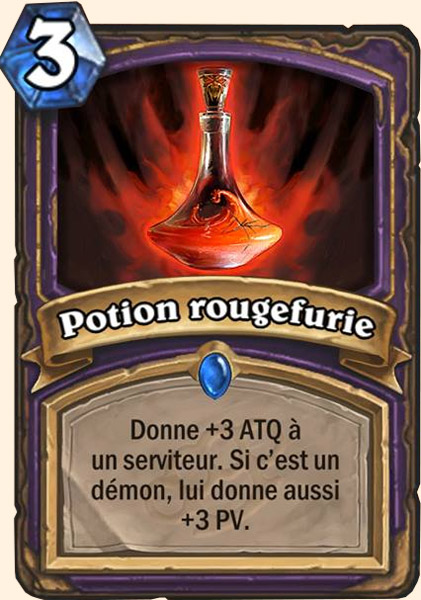 3
Potion rougefurie
Donne +3 ATQ à
un serviteur. Si c’est un
démon, lui donne aussi
+3 PV.